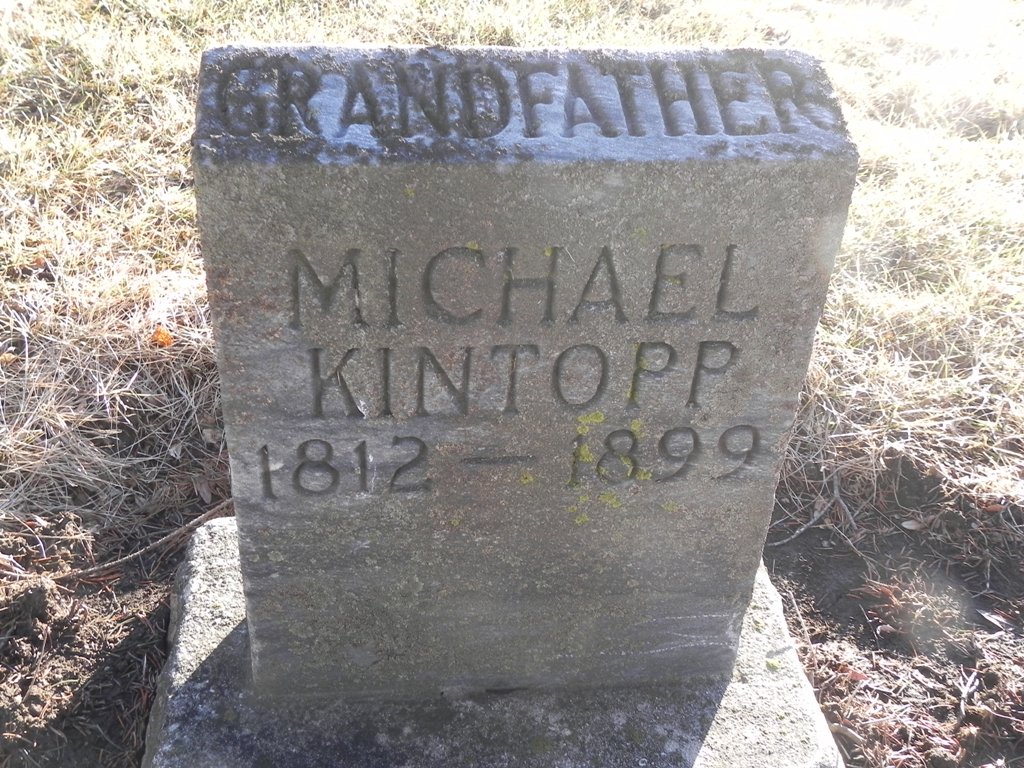 GRANDFATHER
MICHAEL
KINTOPP
1812 — 1899